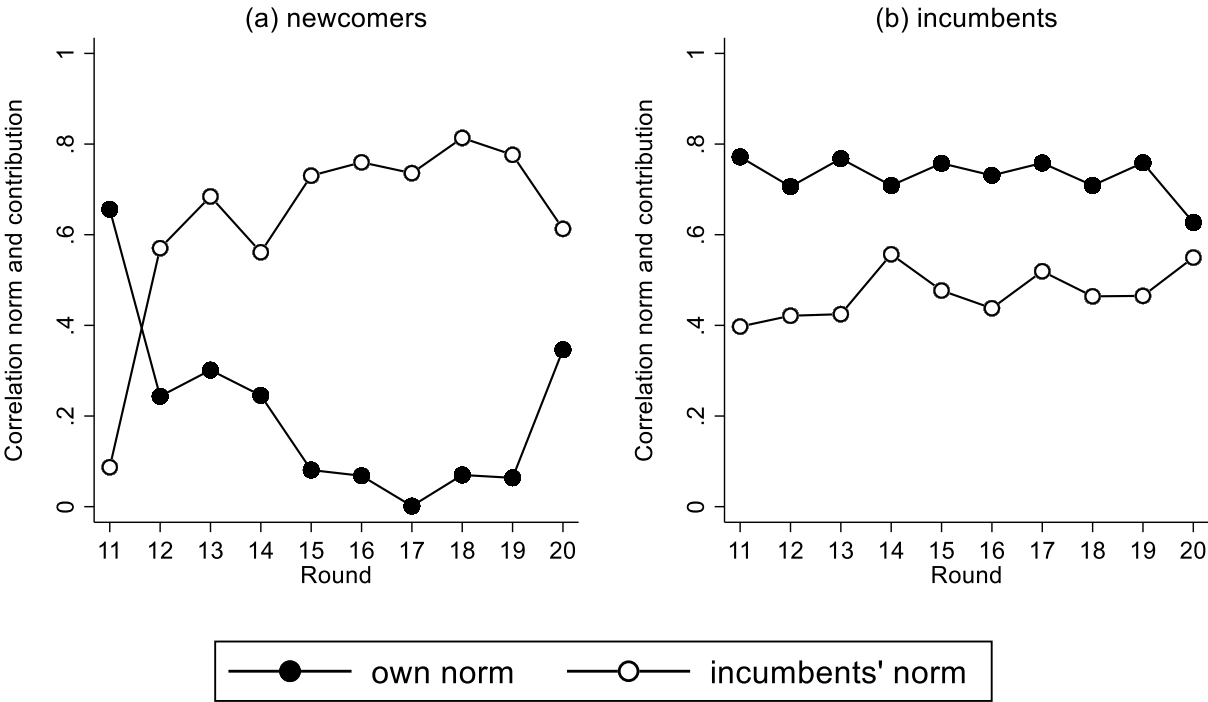 (a) newcomers
Correlation norm and contribution
1
.8
.6
.4
.2
0
11 12 13 14 15 16 17 18 19 20
Round
(b) incumbents
Correlation norm and contribution
1
.8
.6
.4
.2
0
11 12 13 14 15 16 17 18 19 20
Round
own norm incumbents' norm